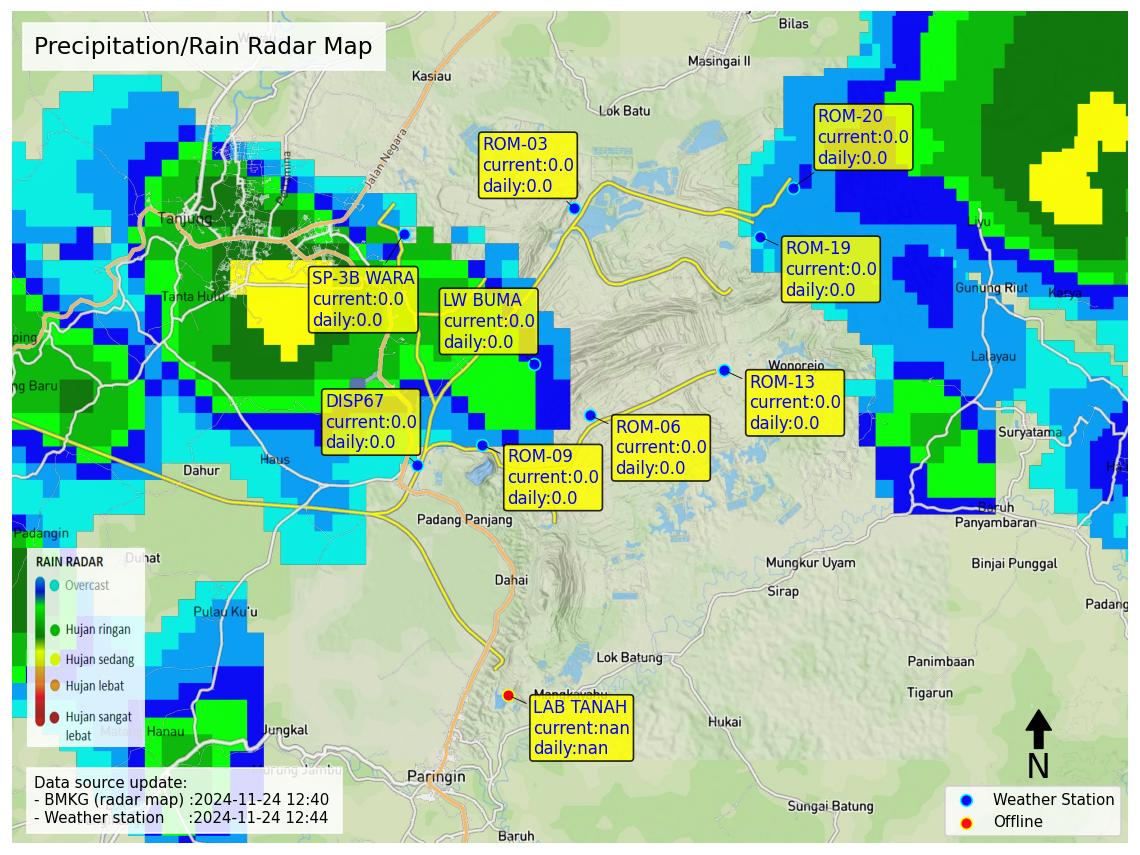 Precipitation/Rain Radar Map
Bilas
Masingai II
Kasiau
Lok Batu
Jalan Negara
ROM-20
current:0.0
daily:0.0
ROM-03
current:0.0
daily:0.0
Tanjung
Liyu
ROM-19
current:0.0
daily:0.0
SP-3B WARA
current:0.0
daily:0.0
Tanta Hulu
LW BUMA
current:0.0
daily:0.0
Gunung Riut
Karya
ping
Lalayau
Wonorejo
ROM-13
current:0.0
daily:0.0
ng Baru
DISP67
current:0.0
daily:0.0
ROM-06
current:0.0
daily:0.0
Suryatama
ROM-09
current:0.0
daily:0.0
Haus
Dahur
Baruh
Panyambaran
Padang Panjang
Padangin
Duhat
Mungkur Uyam
Binjai Punggal
RAIN RADAR
Overcast
Hujan ringan
Hujan sedang
Hujan lebat
Hujan sangat
lebat
Dahai
Sirap
Pulau Ku'u
Padang
Lok Batung
Panimbaan
Tigarun
LAB TANAH
current:nan
daily:nan
Hukai
Hanau
Jungkal
Murung Jambu
Paringin
N
Data source update:
- BMKG (radar map) :2024-11-24 12:40
- Weather station :2024-11-24 12:44
Sungai Batung
Baruh
Weather Station
Offline